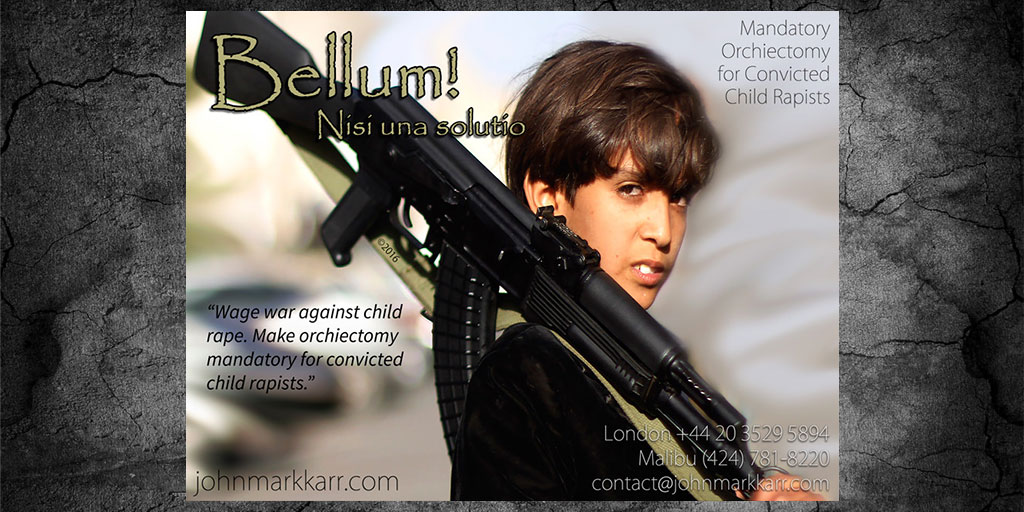 Bellum!
Nisi una solutio
Mandatory
Orchiectomy
for Convicted
Child Rapists
©2016
“Wage war against child
rape. Make orchiectomy
mandatory for convicted
child rapists.”
London +44 20 3529 5894
Malibu (424) 781-8220
johnmarkkarr.com
contact@johnmarkkarr.com